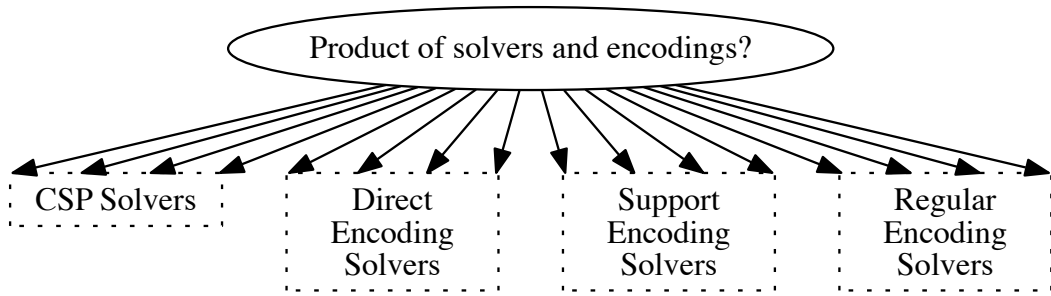 Product of solvers and encodings?
CSP Solvers
Direct
Encoding
Solvers
Support
Encoding
Solvers
Regular
Encoding
Solvers